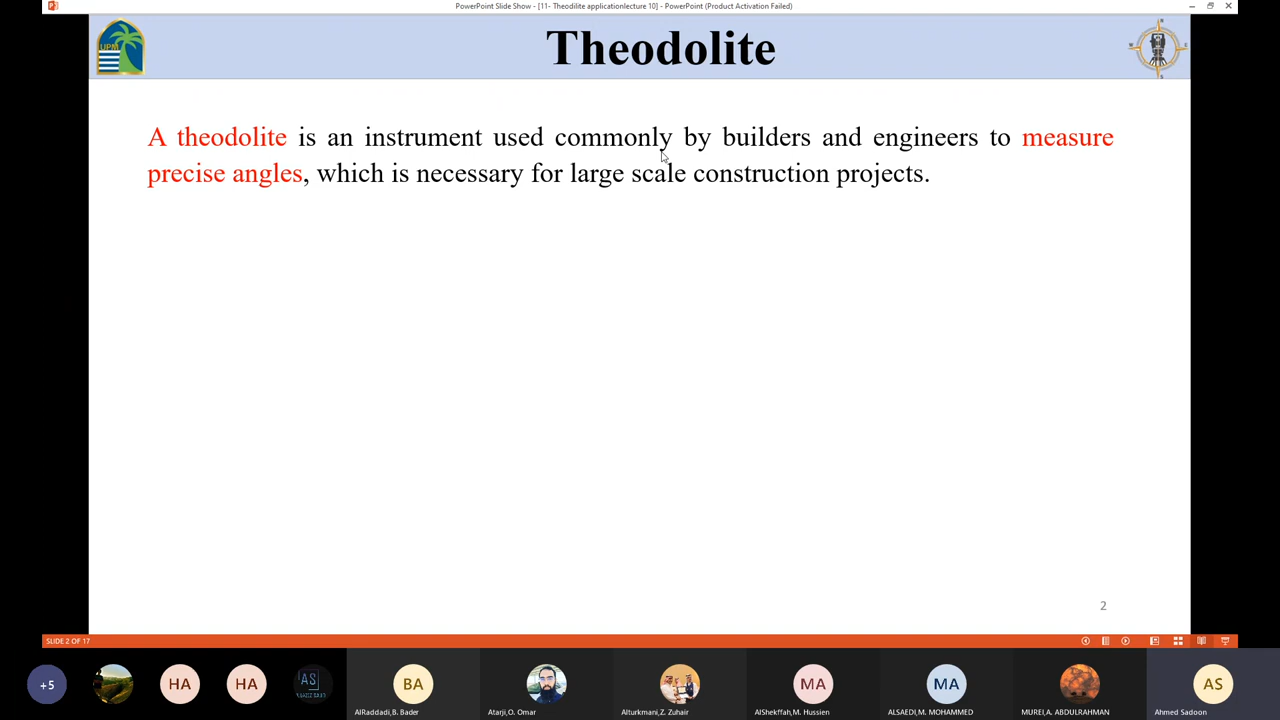 PowerPoint Slide Show - [11- Theodilite applicationlecture 10] - PowerPoint (Product Activation Failed)
UPM
Theodolite
A theodolite is an instrument used commonly by builders and engineers to measure
precise angles, which is necessary for large scale construction projects.
2
SLIDE 2 OF 17
+5
HA
HA
AS
BA
MA
MA
AS
AlRaddadi,B. Bader
Atarji,O. Omar
Alturkmani,Z. Zuhair
AlShekffah,M. Hussien
ALSAEDI,M. MOHAMMED
MUREI,A. ABDULRAHMAN
Ahmed Sadoon